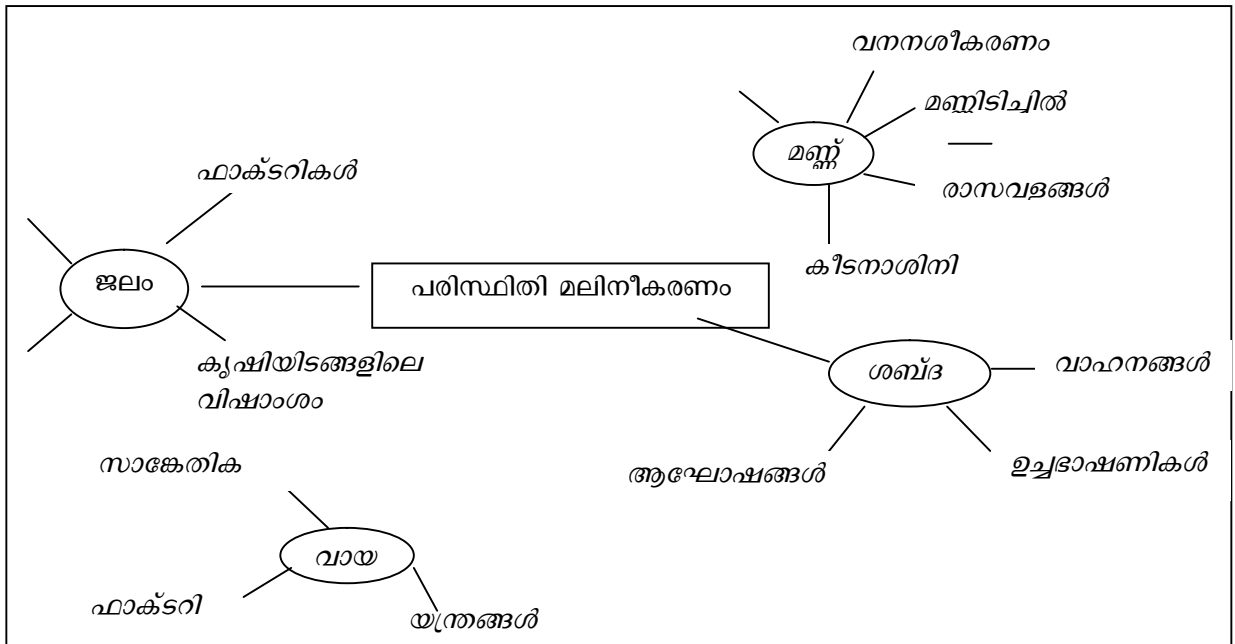 വനനശീകരണം
മണ്ണിടിച്ചിൽ
മണ്ണ്
ഫാക്ടറികൾ
രാസവളങ്ങൾ
കീടനാശിനി
ജലം
പരിസ്ഥിതി മലിനീകരണം
കൃഷിയിടങ്ങളിലെ
വിഷാംശം
ശബ്ദ
വാഹനങ്ങൾ
സാങ്കേതിക
ആഘോഷങ്ങൾ
ഉച്ചഭാഷണികൾ
വായ
ഫാക്ടറി
യന്ത്രങ്ങൾ